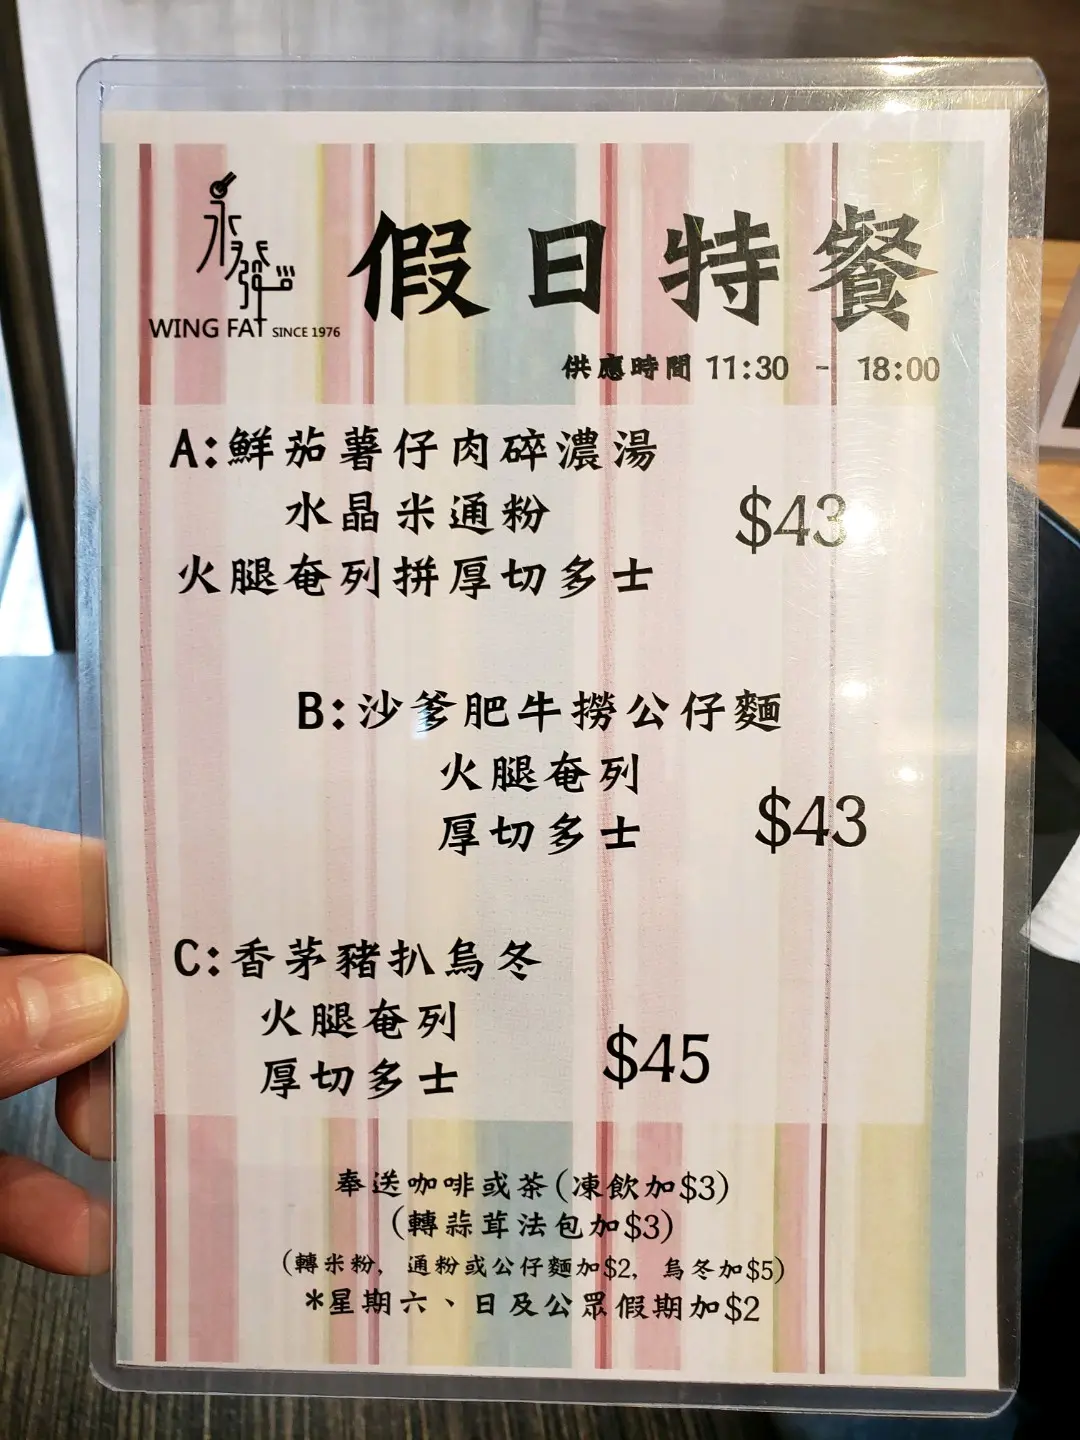 永發
WING FAT SINCE 1976
假日特餐
供應時間 11:30 - 18:00
A:鮮茄薯仔肉碎濃湯
水晶米通粉
$43
火腿奄列拼厚切多士
B:沙爹肥牛撈公仔麵
火腿奄列
厚切多士
$43
C:香茅豬扒烏冬
火腿奄列
厚切多士
$45
奉送咖啡或茶(凍飲加$3)
(轉蒜茸法包加$3)
(轉米粉, 通粉或公仔麵加$2, 烏冬加$5)
*星期六、日及公眾假期加$2